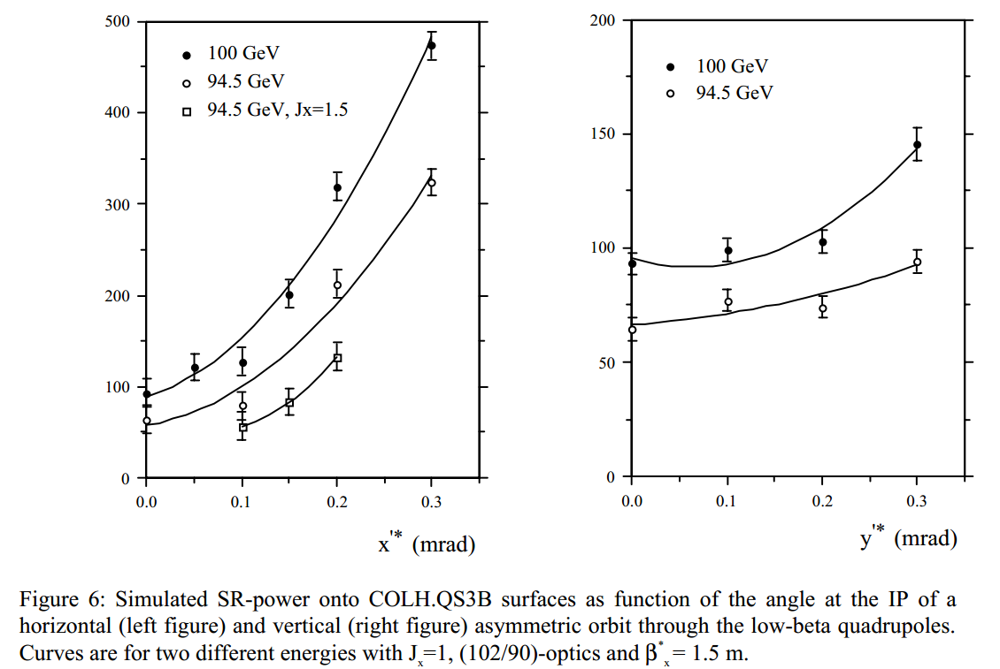 500
400
300
200
100
0
100 GeV
94.5 GeV
94.5 GeV, Jx=1.5
0.0 0.1 0.2 0.3
x'* (mrad)
200
150
100
50
0
100 GeV
94.5 GeV
0.0 0.1 0.2 0.3
y'* (mrad)
Figure 6: Simulated SR-power onto COLH.QS3B surfaces as function of the angle at the IP of a
horizontal (left figure) and vertical (right figure) asymmetric orbit through the low-beta quadrupoles.
Curves are for two different energies with Jx=1, (102/90)-optics and β*x= 1.5 m.